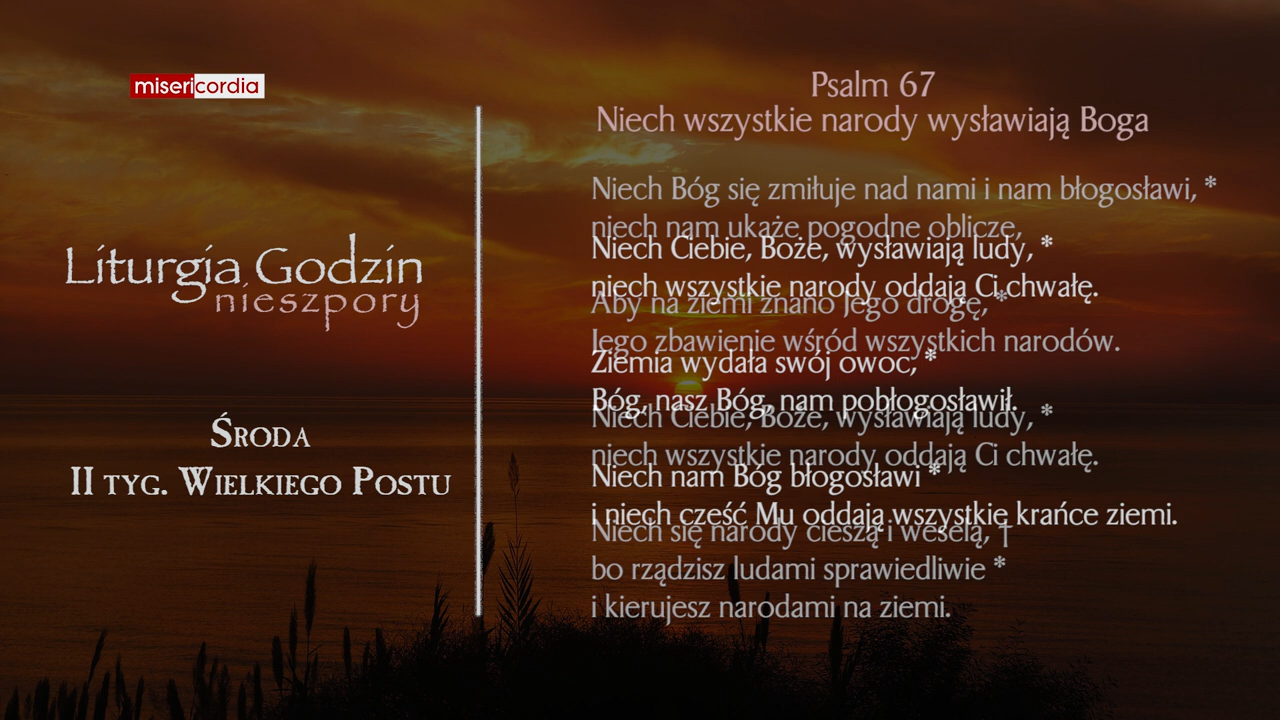 misericordia
Liturgia Godzin
nieszpory
Środa
II tyg. Wielkiego Postu
Psalm 67
Niech wszystkie narody wysławiają Boga
Niech Bóg się zmiłuje nad nami i nam błogosławi, *
niech nam ukaże pogodne oblicze,
Niech Ciebie, Boże, wysławiają ludy, *
niech wszystkie narody oddają Ci chwałę.
Aby na ziemi znano Jego drogę, *
Jego zbawienie wśród wszystkich narodów.
Ziemia wydała swój owoc, *
Bóg, nasz Bóg, nam pobłogosławił.
Niech Ciebie, Boże, wysławiają ludy, *
niech wszystkie narody oddają Ci chwałę.
Niech nam Bóg błogosławi *
i niech cześć Mu oddają wszystkie krańce ziemi.
Niech się narody cieszą i weselą, †
bo rządzisz ludami sprawiedliwie *
i kierujesz narodami na ziemi.